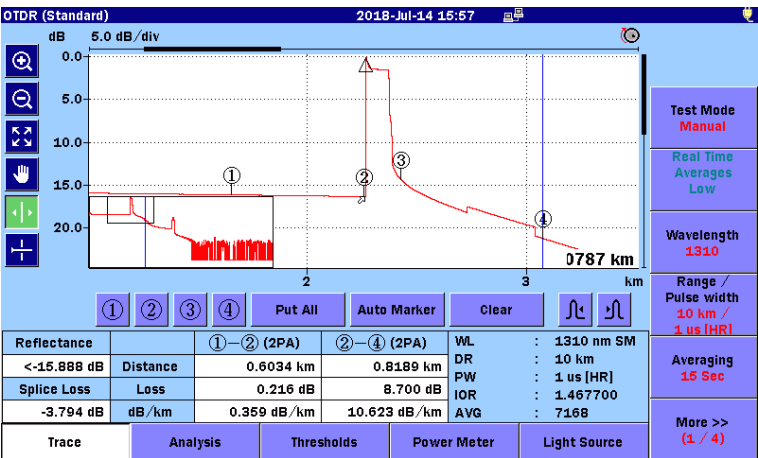 OTDR (Standard) 2018-Jul-14 15:57
dB 5.0 dB/div
0.0
5.0
10.0
15.0
20.0
① ② ③ ④
0787 km
2 3 km
① ② ③ ④ Put All Auto Marker Clear
Reflectance ①−② (2PA) ②−④ (2PA)
<-15.888 dB Distance 0.6034 km 0.8189 km
Splice Loss Loss 0.216 dB 8.700 dB
-3.794 dB dB/km 0.359 dB/km 10.623 dB/km
WL : 1310 nm SM
DR : 10 km
PW : 1 us [HR]
IOR : 1.467700
AVG : 7168
Trace Analysis Thresholds Power Meter Light Source
Test Mode
Manual
Real Time
Averages
Low
Wavelength
1310
Range /
Pulse width
10 km /
1 us [HR]
Averaging
15 Sec
More >>
(1 / 4)